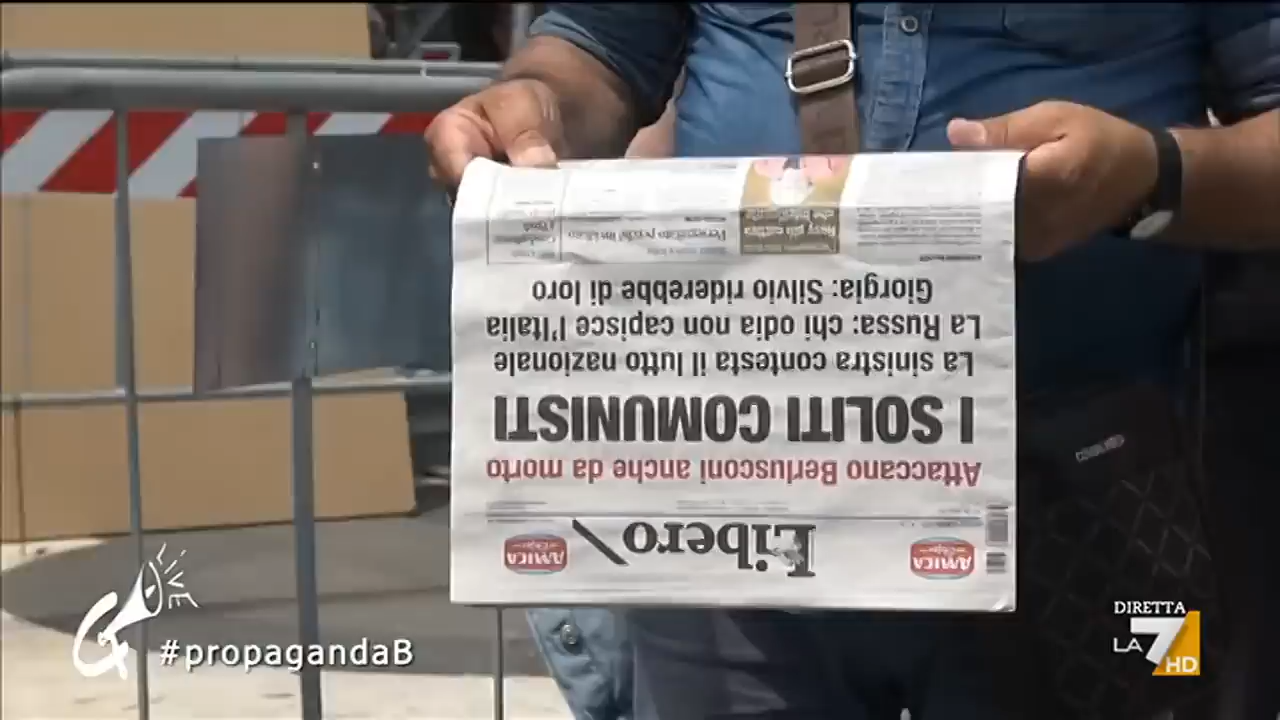 Libero
AMICA
AMICA
Attaccano Berlusconi anche da morto
I SOLITI COMUNISTI
La sinistra contesta il lutto nazionale
La Russa: chi odia non capisce l'Italia
Giorgia: Silvio riderebbe di loro
LIVE
#propagandaB
DIRETTA
LA7
HD